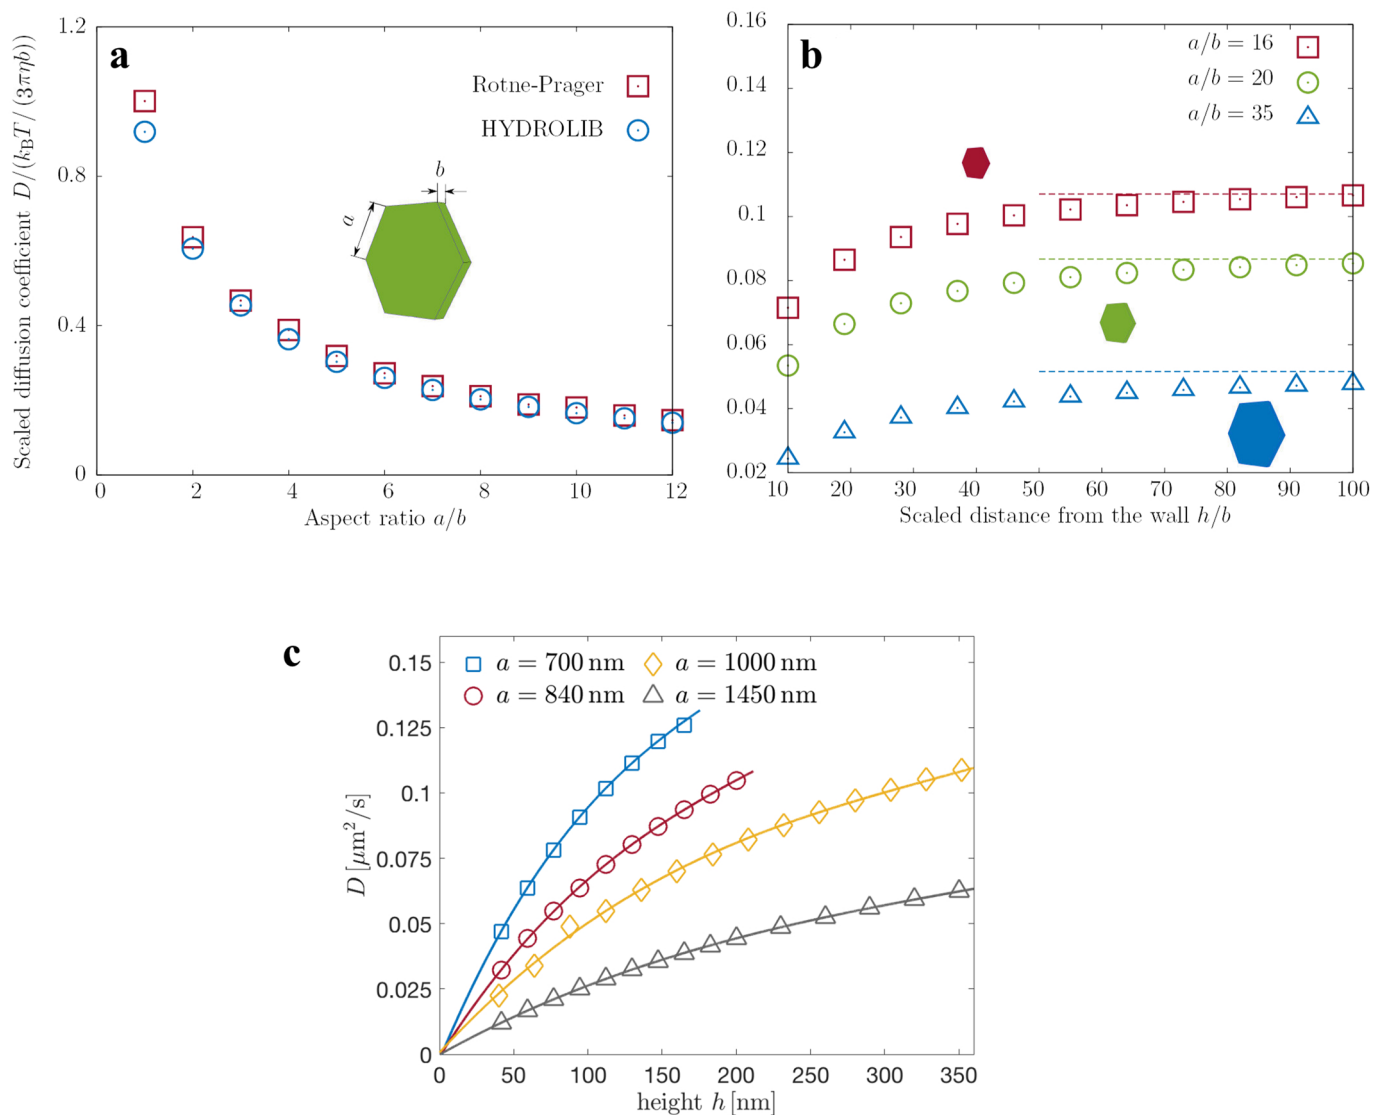 a
Scaled diffusion coefficient D/(k_BT/(3πηb))
1.2
0.8
0.4
0
Rotne-Prager
HYDROLIB
b
a
0 2 4 6 8 10 12
Aspect ratio a/b
b
0.16
0.14
0.12
0.1
0.08
0.06
0.04
0.02
a/b = 16
a/b = 20
a/b = 35
10 20 30 40 50 60 70 80 90 100
Scaled distance from the wall h/b
c
D [μm²/s]
0.15
0.125
0.1
0.075
0.05
0.025
0
a = 700 nm a = 1000 nm
a = 840 nm a = 1450 nm
0 50 100 150 200 250 300 350
height h [nm]